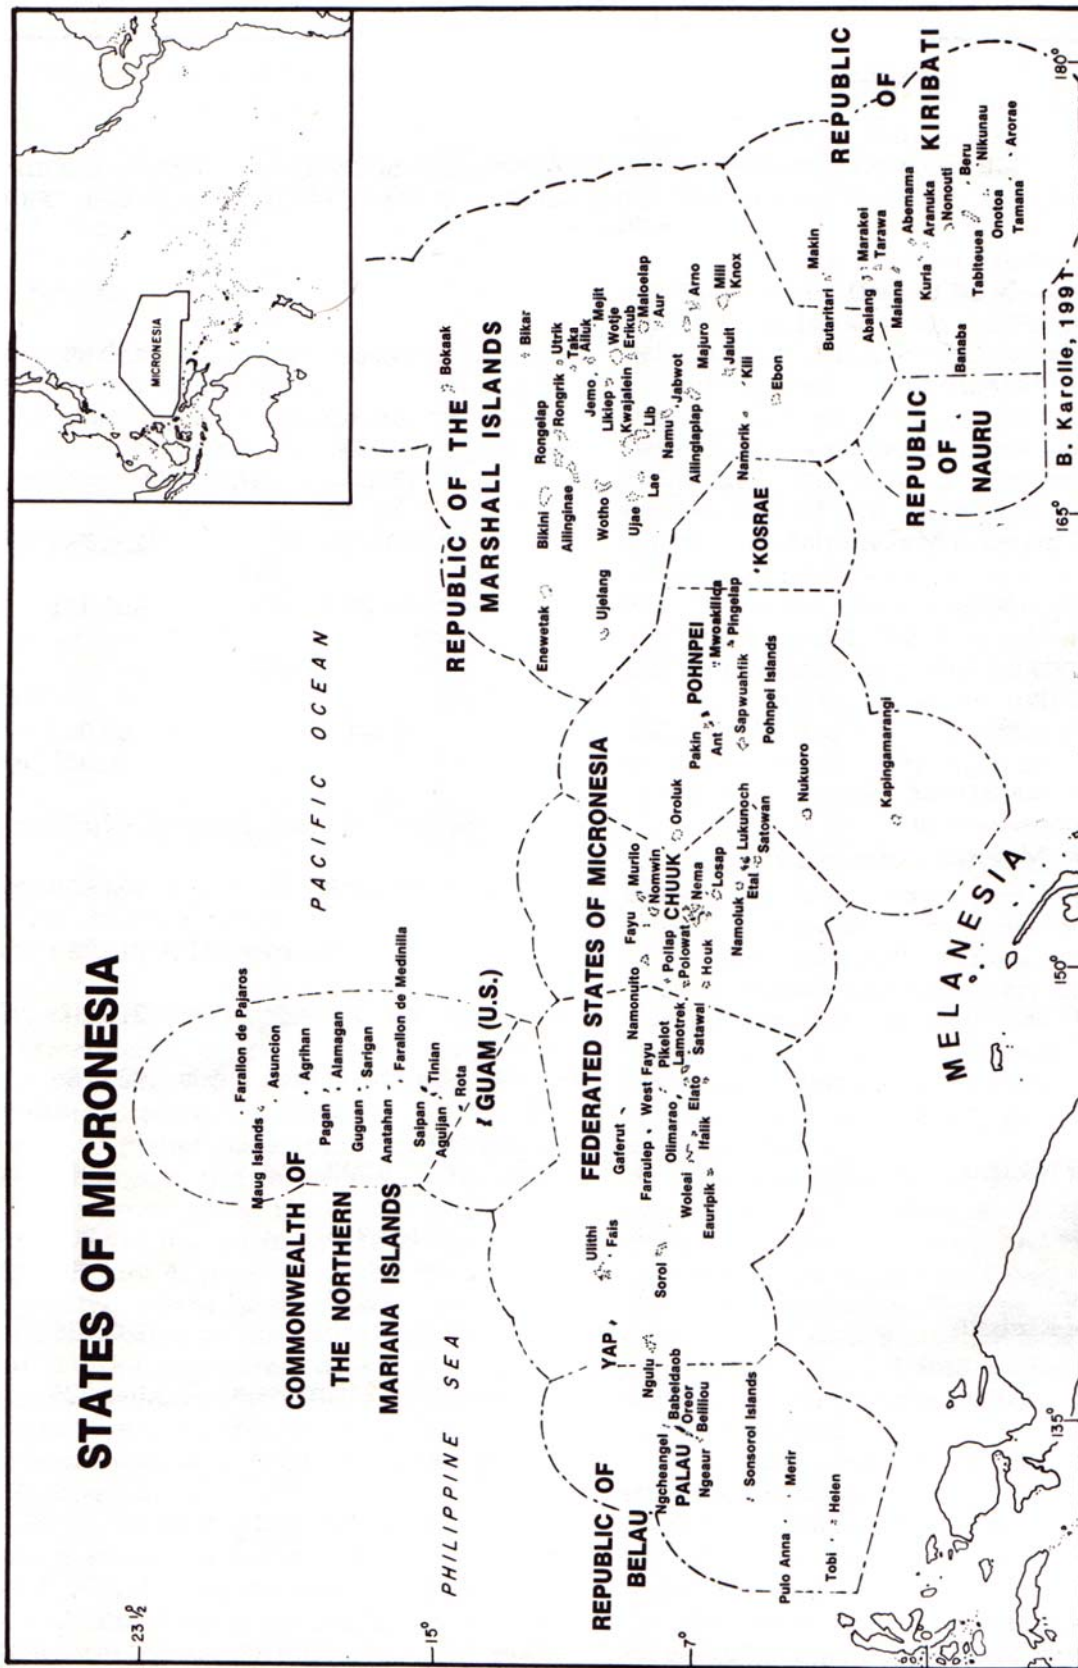 STATES OF MICRONESIA
MICRONESIA
23 ½°
15°
7°
PHILIPPINE SEA
PACIFIC OCEAN
COMMONWEALTH OF
THE NORTHERN
MARIANA ISLANDS
Farallon de Pajaros
Maug Islands
Asuncion
Agrihan
Pagan
Alamagan
Guguan
Sarigan
Anatahan
Farallon de Medinilla
Saipan
Tinian
Aguijan
Rota
GUAM (U.S.)
REPUBLIC OF THE
MARSHALL ISLANDS
Bokaak
Bikar
Enewetak
Bikini
Rongelap
Ailinginae
Rongrik
Utrik
Taka
Ailuk
Jemo
Mejit
Ujelang
Wotho
Likiep
Wotje
Kwajalein
Erikub
Ujae
Lib
Maloelap
Lae
Aur
Namu
Jabwot
Ailinglaplap
Majuro
Arno
Jaluit
Mili
Namorik
Kili
Knox
Ebon
FEDERATED STATES OF MICRONESIA
YAP
Ulithi
Fais
Ngulu
Sorol
Gaferut
Faraulep
West Fayu
Olimarao
Pikelot
Woleai
Elato
Lamotrek
Eauripik
Ifalik
Satawal
Namonuito
Fayu
Murilo
Nomwin
Pollap
CHUUK
Polowat
Nema
Houk
Losap
Namoluk
Lukunoch
Etal
Satowan
Oroluk
Pakin
POHNPEI
Ant
Mwoakilloa
Pingelap
Sapwuahfik
Pohnpei Islands
Nukuoro
Kapingamarangi
KOSRAE
REPUBLIC OF
BELAU
Ngcheangel
Babeldaob
PALAU
Oreor
Ngeaur
Belilliou
Sonsorol Islands
Pulo Anna
Merir
Tobi
Helen
MELANESIA
REPUBLIC
OF
NAURU
Banaba
REPUBLIC
OF
KIRIBATI
Makin
Butaritari
Abaiang
Marakei
Tarawa
Maiana
Abemama
Kuria
Aranuka
Nonouti
Tabiteuea
Beru
Nikunau
Onotoa
Tamana
Arorae
135°
150°
165°
180°
B. Karolle, 1991